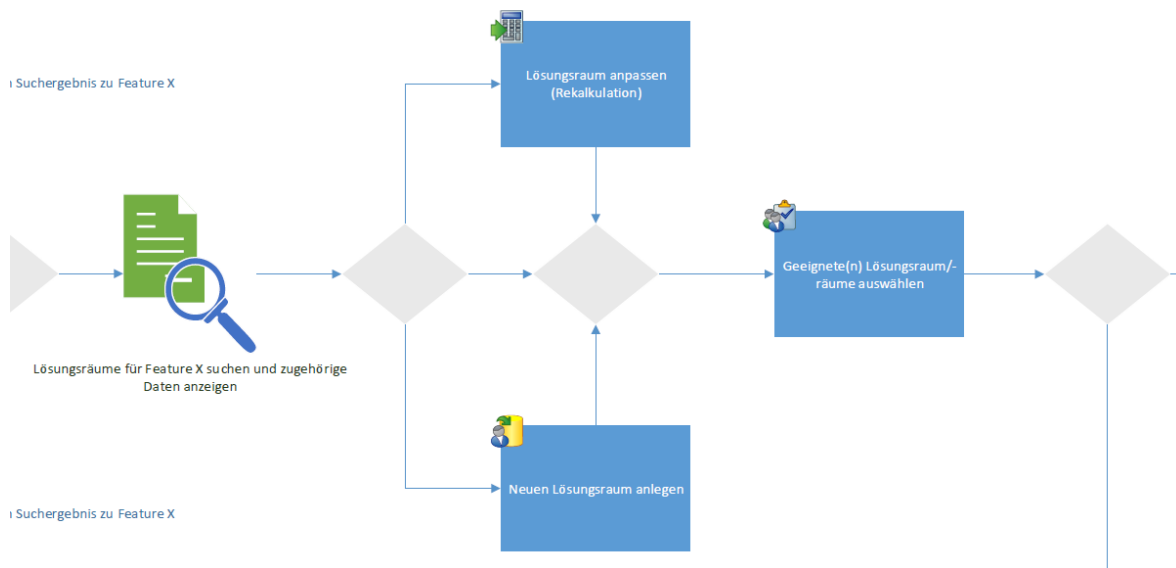 Suchergebnis zu Feature X
Lösungsraum anpassen
(Rekalkulation)
Geeignete(n) Lösungsraum/-
räume auswählen
Lösungsräume für Feature X suchen und zugehörige
Daten anzeigen
Neuen Lösungsraum anlegen
Suchergebnis zu Feature X